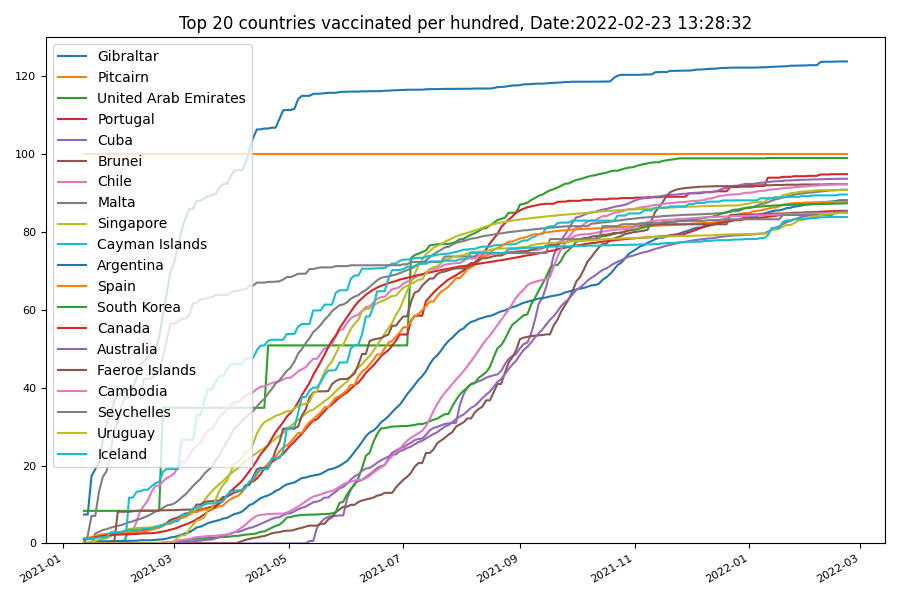 Top 20 countries vaccinated per hundred, Date:2022-02-23 13:28:32
120
100
80
60
40
20
0
Gibraltar
Pitcairn
United Arab Emirates
Portugal
Cuba
Brunei
Chile
Malta
Singapore
Cayman Islands
Argentina
Spain
South Korea
Canada
Australia
Faeroe Islands
Cambodia
Seychelles
Uruguay
Iceland
2021-01
2021-03
2021-05
2021-07
2021-09
2021-11
2022-01
2022-03